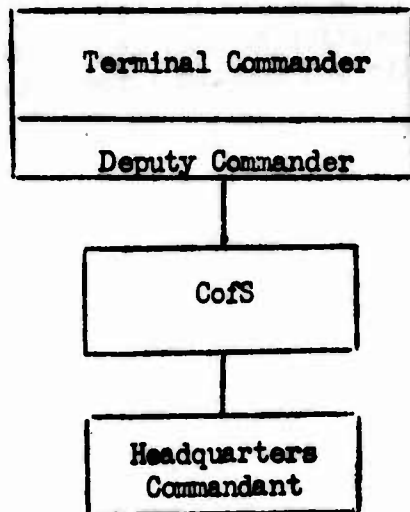 Terminal Commander
Deputy Commander
CofS
Headquarters
Commandant